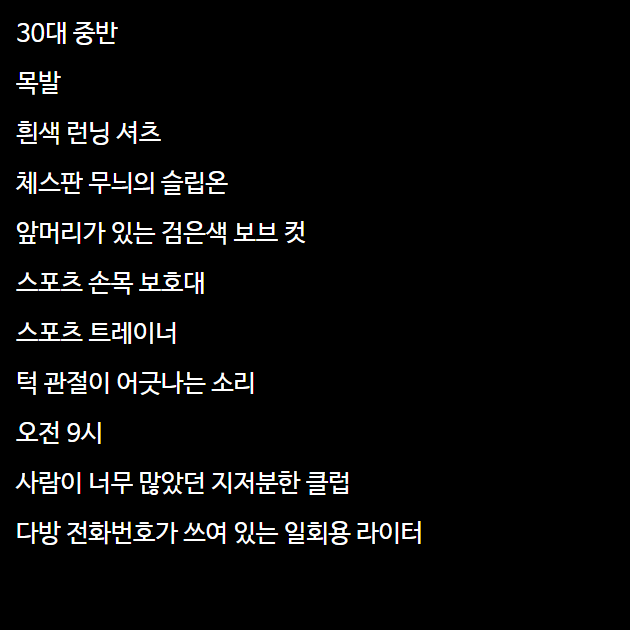 30대 중반
목발
흰색 런닝 셔츠
체스판 무늬의 슬립온
앞머리가 있는 검은색 보브 컷
스포츠 손목 보호대
스포츠 트레이너
턱 관절이 어긋나는 소리
오전 9시
사람이 너무 많았던 지저분한 클럽
다방 전화번호가 쓰여 있는 일회용 라이터